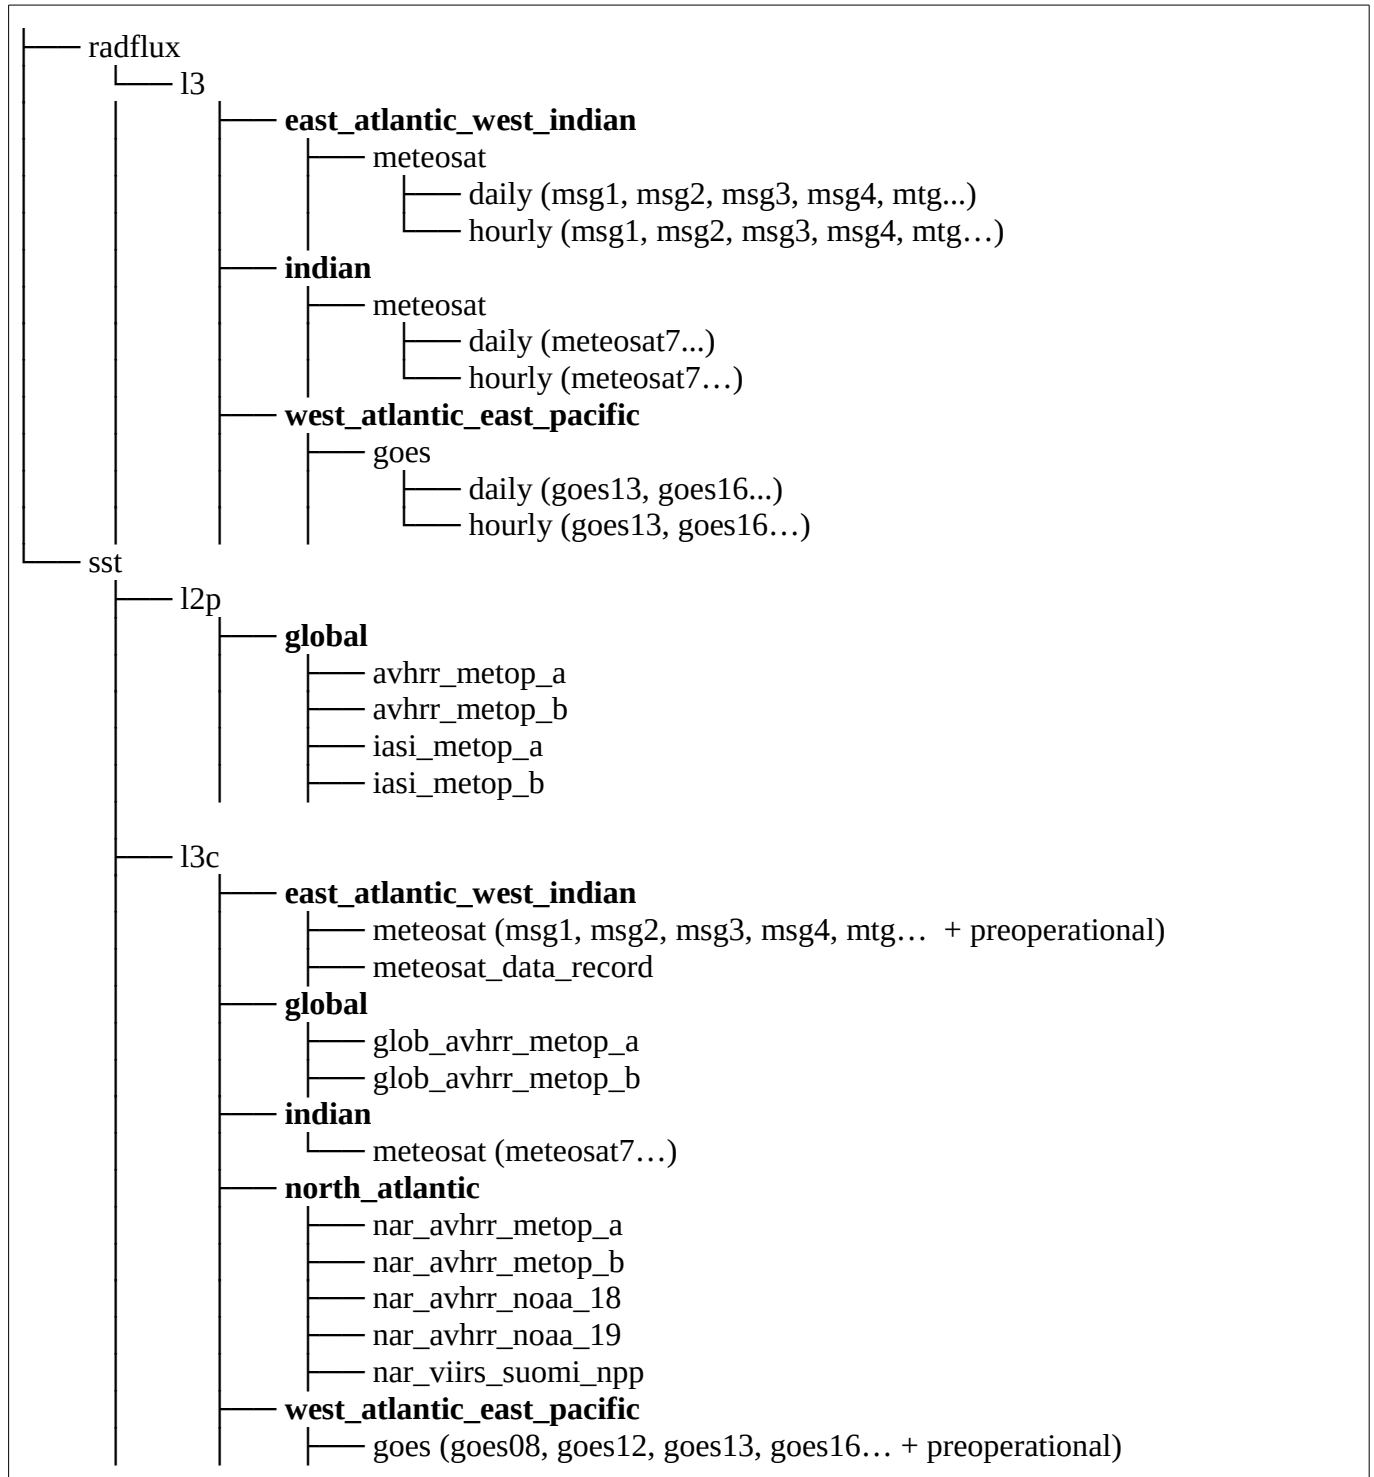 radflux
l3
east_atlantic_west_indian
meteosat
daily (msg1, msg2, msg3, msg4, mtg...)
hourly (msg1, msg2, msg3, msg4, mtg…)
indian
meteosat
daily (meteosat7...)
hourly (meteosat7…)
west_atlantic_east_pacific
goes
daily (goes13, goes16...)
hourly (goes13, goes16…)
sst
l2p
global
avhrr_metop_a
avhrr_metop_b
iasi_metop_a
iasi_metop_b
l3c
east_atlantic_west_indian
meteosat (msg1, msg2, msg3, msg4, mtg… + preoperational)
meteosat_data_record
global
glob_avhrr_metop_a
glob_avhrr_metop_b
indian
meteosat (meteosat7…)
north_atlantic
nar_avhrr_metop_a
nar_avhrr_metop_b
nar_avhrr_noaa_18
nar_avhrr_noaa_19
nar_viirs_suomi_npp
west_atlantic_east_pacific
goes (goes08, goes12, goes13, goes16… + preoperational)